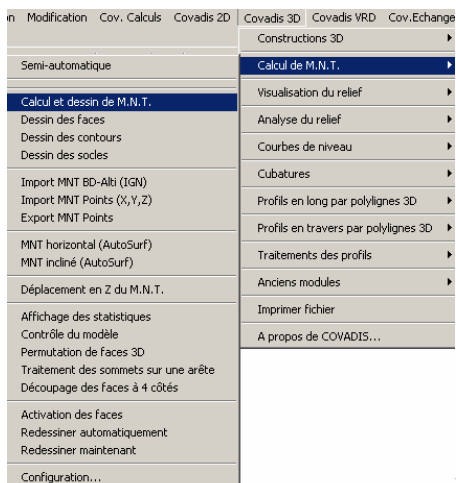 n Modification Cov. Calculs Covadis 2D Covadis 3D Covadis VRD Cov.Echange
Constructions 3D
Calcul de M.N.T.
Visualisation du relief
Analyse du relief
Courbes de niveau
Cubatures
Profils en long par polylignes 3D
Profils en travers par polylignes 3D
Traitements des profils
Anciens modules
Imprimer fichier
A propos de COVADIS...
Semi-automatique
Calcul et dessin de M.N.T.
Dessin des faces
Dessin des contours
Dessin des socles
Import MNT BD-Alti (IGN)
Import MNT Points (X,Y,Z)
Export MNT Points
MNT horizontal (AutoSurf)
MNT incliné (AutoSurf)
Déplacement en Z du M.N.T.
Affichage des statistiques
Contrôle du modèle
Permutation de faces 3D
Traitement des sommets sur une arête
Découpage des faces à 4 côtés
Activation des faces
Redessiner automatiquement
Redessiner maintenant
Configuration...